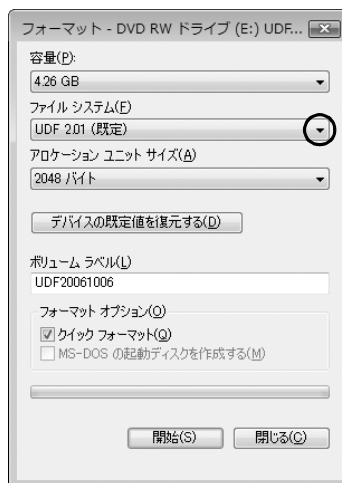 フォーマット - DVD RW ドライブ (E:) UDF...
容量(P):
4.26 GB
ファイル システム(F)
UDF 2.01 (既定)
アロケーション ユニット サイズ(A)
2048 バイト
デバイスの既定値を復元する(D)
ボリューム ラベル(L)
UDF20061006
フォーマット オプション(O)
クイック フォーマット(Q)
MS-DOS の起動ディスクを作成する(M)
開始(S)
閉じる(C)